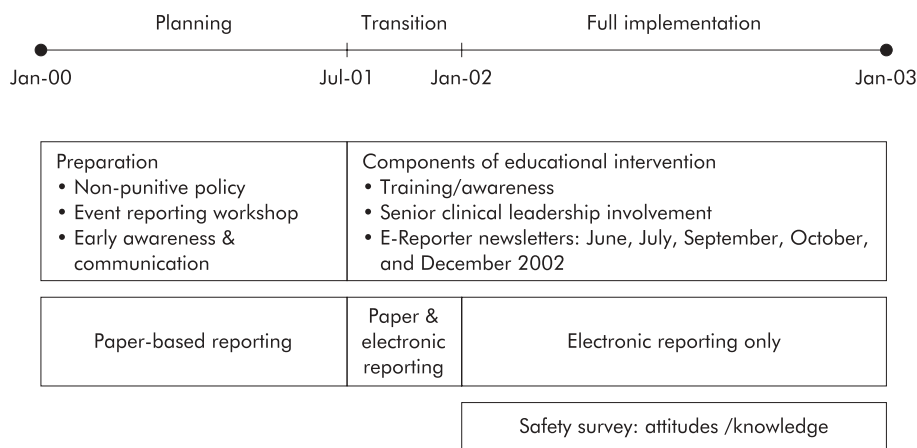 Planning Transition Full implementation
Jan-00 Jul-01 Jan-02 Jan-03
Preparation
• Non-punitive policy
• Event reporting workshop
• Early awareness &
communication
Components of educational intervention
• Training/awareness
• Senior clinical leadership involvement
• E-Reporter newsletters: June, July, September, October,
and December 2002
Paper-based reporting
Paper &
electronic
reporting
Electronic reporting only
Safety survey: attitudes /knowledge